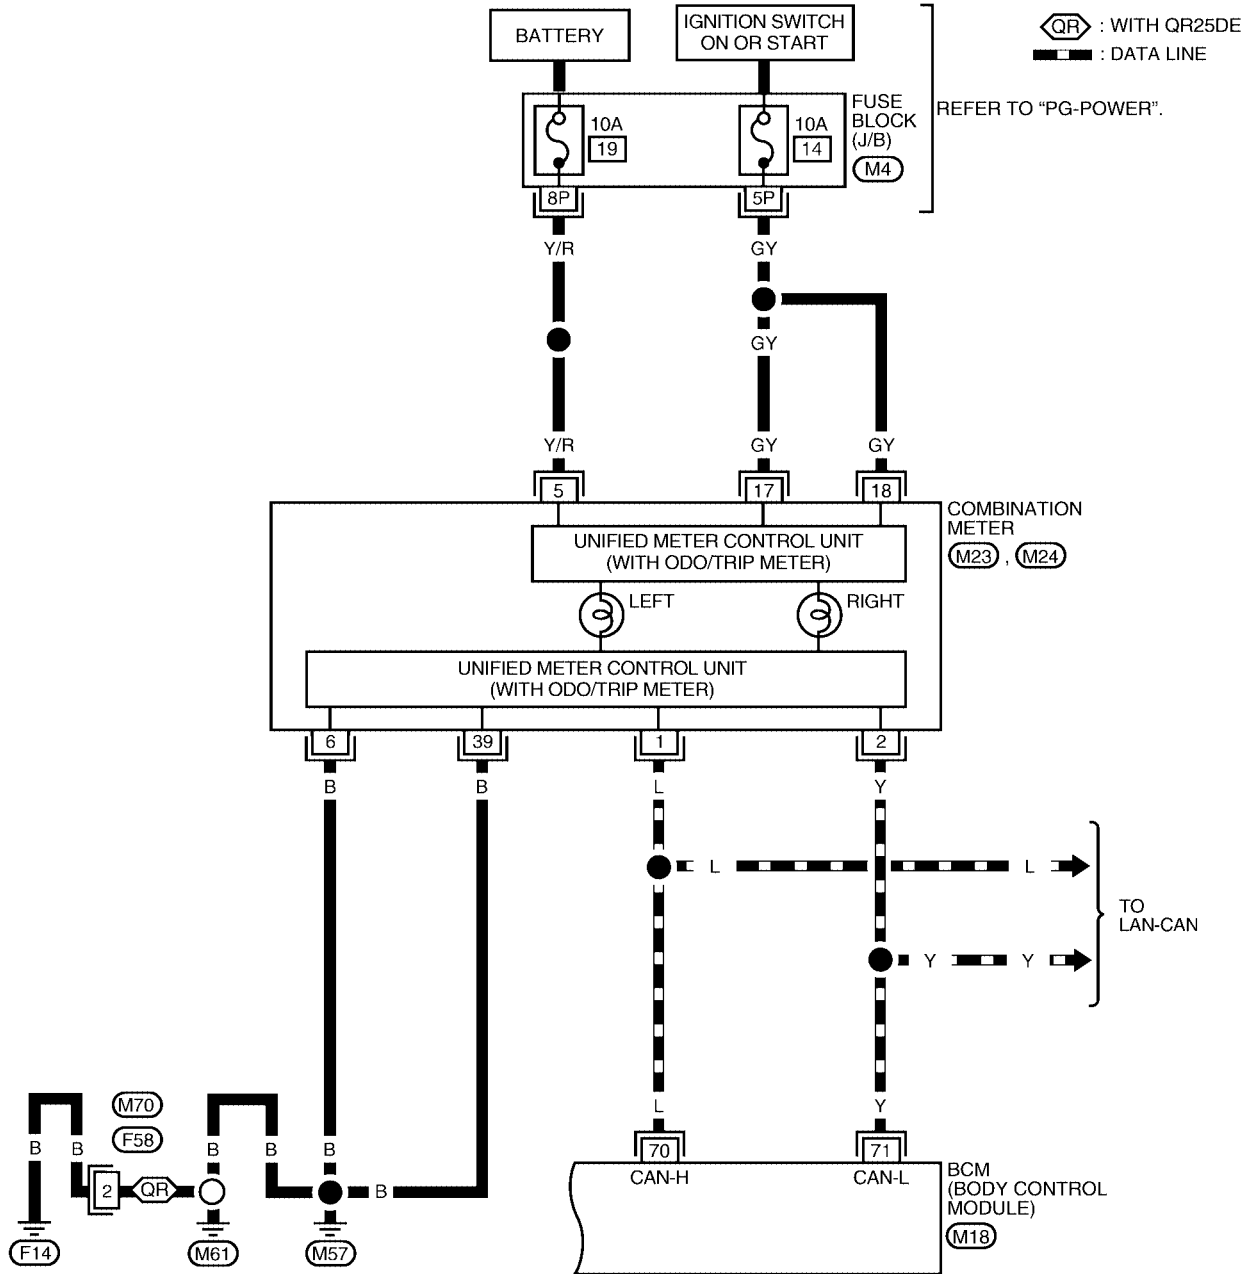 BATTERY
IGNITION SWITCH
ON OR START
QR : WITH QR25DE
: DATA LINE
REFER TO “PG-POWER”.
FUSE
BLOCK
(J/B)
M4
10A
19
10A
14
8P
5P
Y/R
GY
GY
Y/R
GY
GY
5
17
18
COMBINATION
METER
M23 , M24
UNIFIED METER CONTROL UNIT
(WITH ODO/TRIP METER)
LEFT
RIGHT
UNIFIED METER CONTROL UNIT
(WITH ODO/TRIP METER)
6
39
1
2
B
B
L
Y
L
L
TO
LAN-CAN
Y
Y
M70
F58
L
Y
B
B
B
B
B
70
71
2
QR
B
CAN-H
CAN-L
BCM
(BODY CONTROL
MODULE)
M18
F14
M61
M57